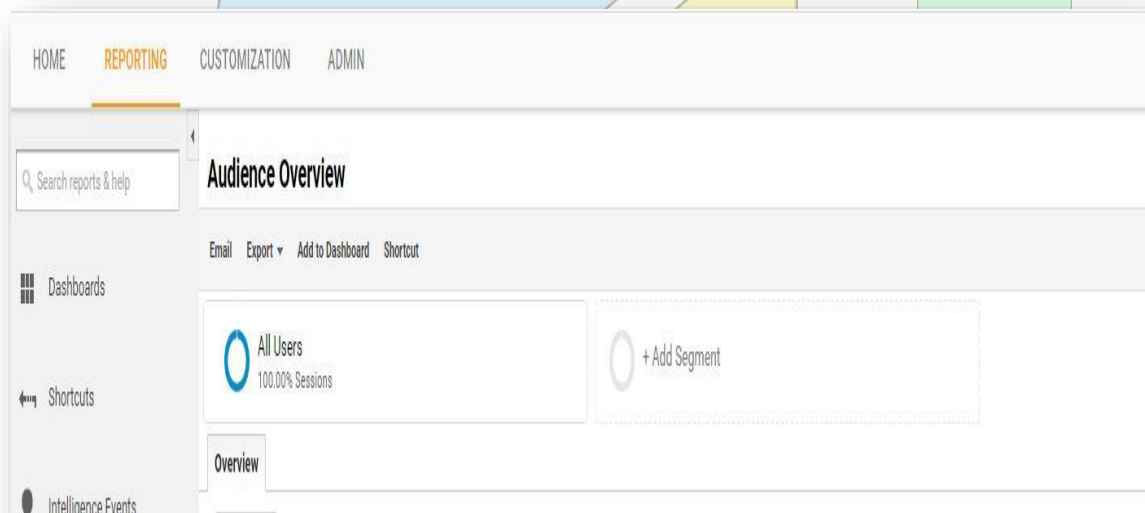 HOME REPORTING CUSTOMIZATION ADMIN
Search reports & help
Audience Overview
Email Export Add to Dashboard Shortcut
Dashboards
All Users
100.00% Sessions
+ Add Segment
Shortcuts
Overview
Intelligence Events